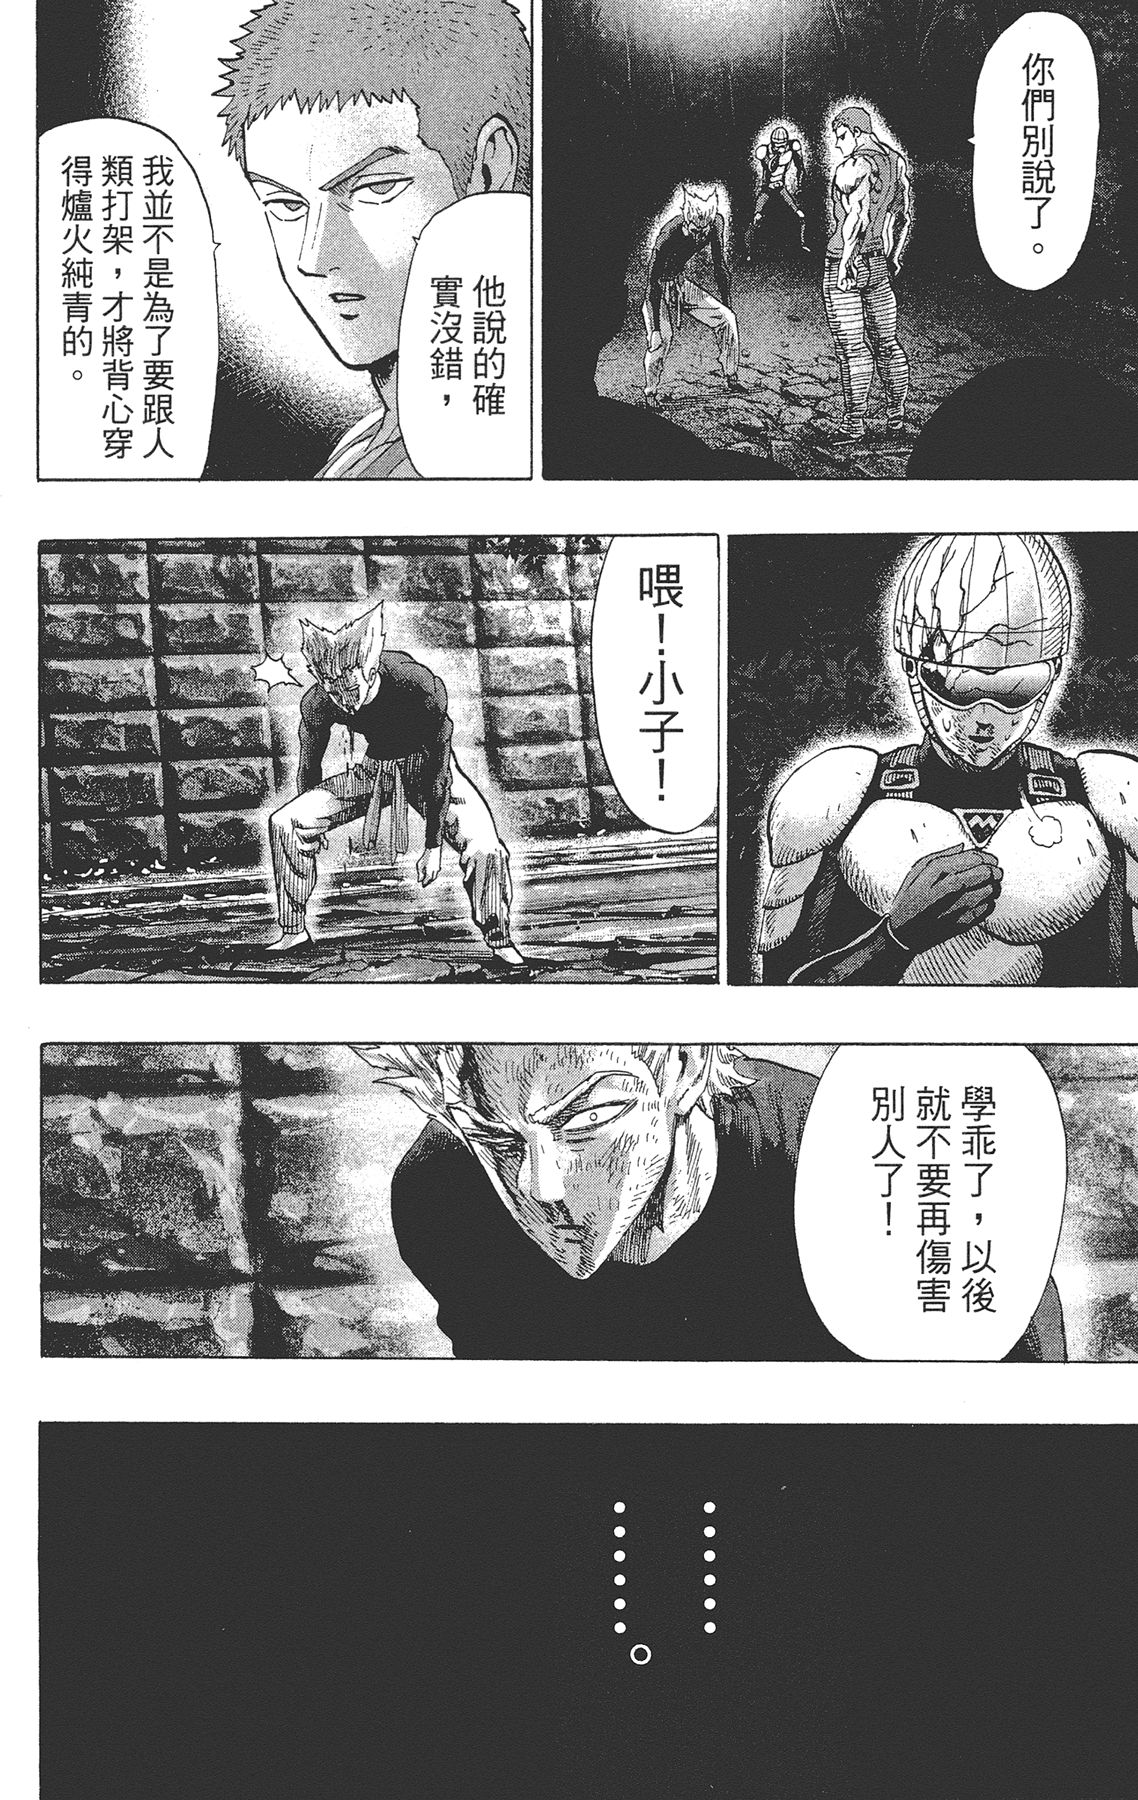 你們別說了。
他說的確
實沒錯，
我並不是為了要跟人
類打架，才將背心穿
得爐火純青的。
喂！小子！
學乖了，以後
就不要再傷害
別人了！
……
……。